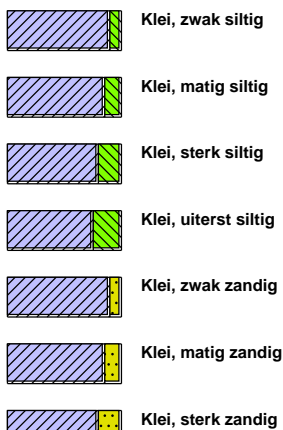 Klei, zwak siltig
Klei, matig siltig
Klei, sterk siltig
Klei, uiterst siltig
Klei, zwak zandig
Klei, matig zandig
Klei, sterk zandig